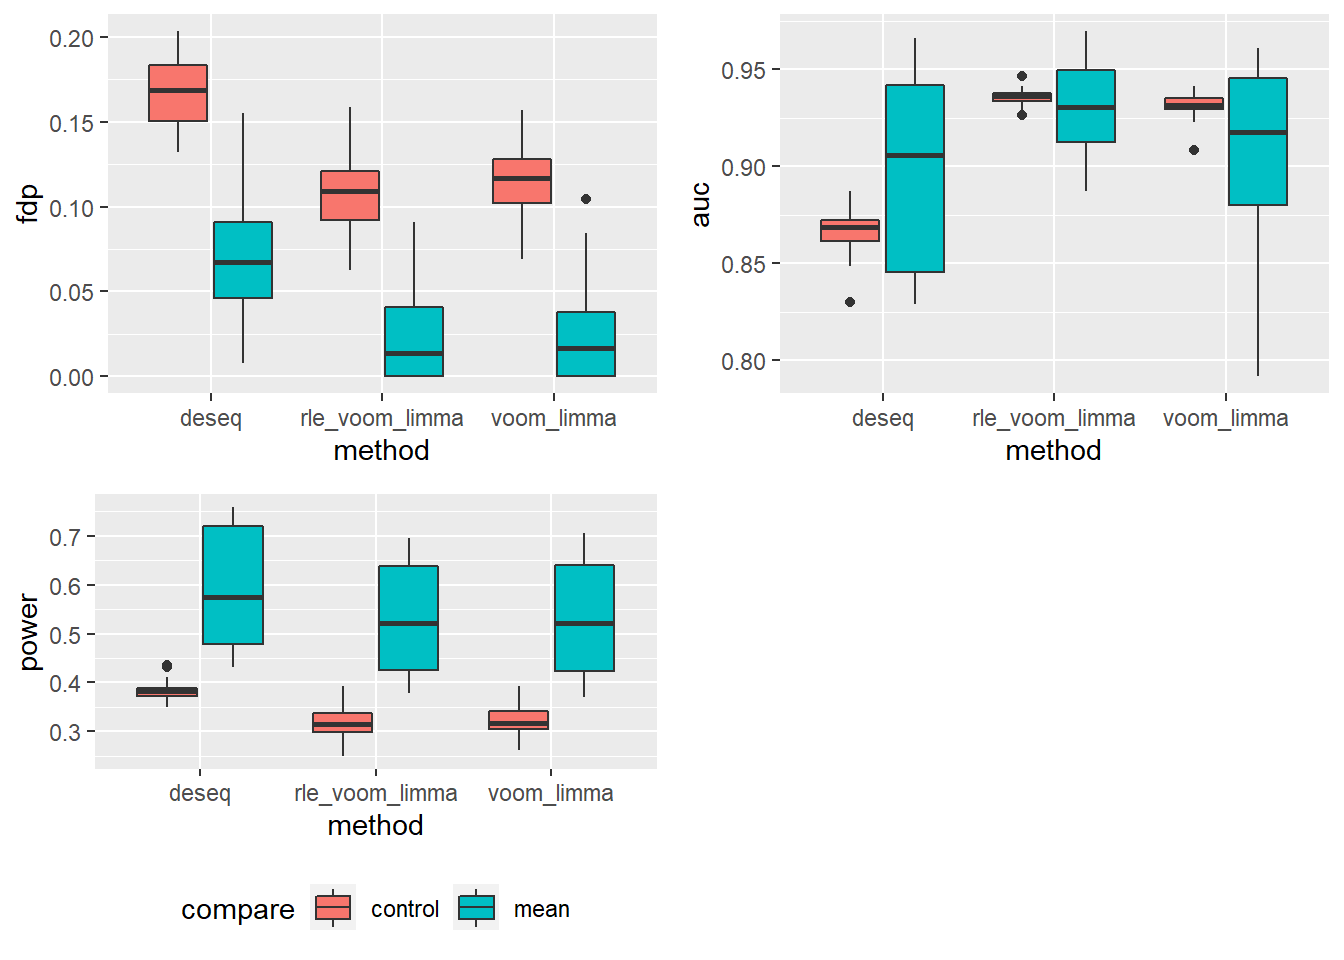 fdp
0.20
0.15
0.10
0.05
0.00
deseq rle_voom_limma voom_limma
method
auc
0.95
0.90
0.85
0.80
deseq rle_voom_limma voom_limma
method
power
0.7
0.6
0.5
0.4
0.3
deseq rle_voom_limma voom_limma
method
compare control mean